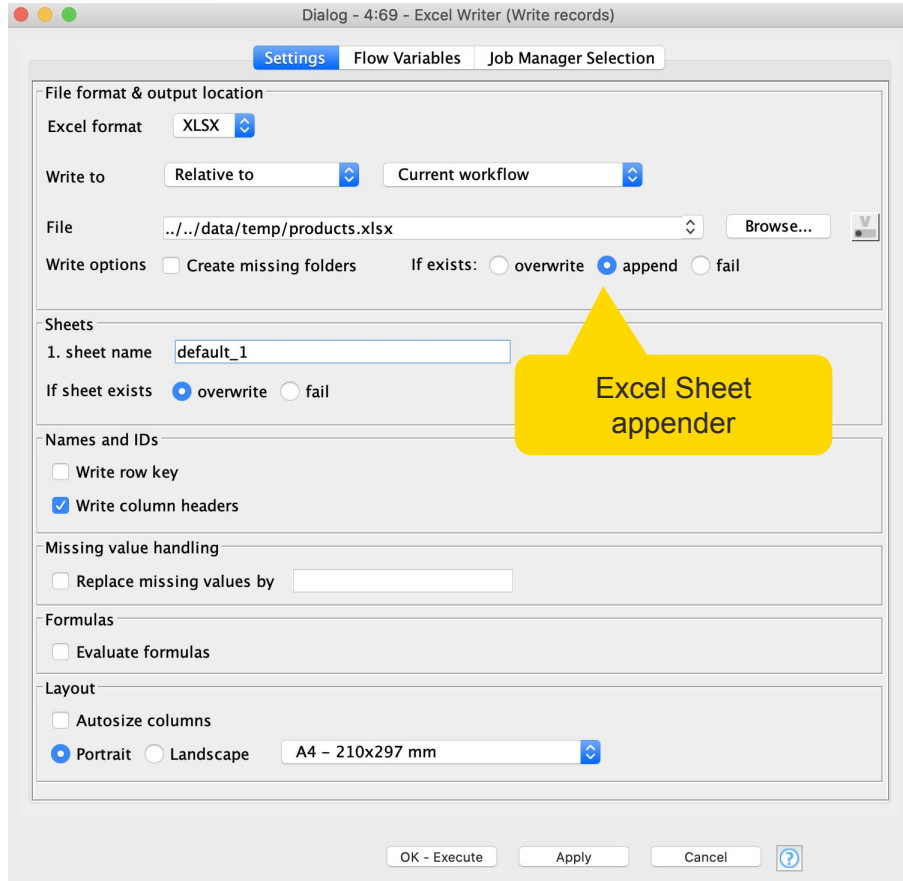 Dialog - 4:69 - Excel Writer (Write records)
Settings Flow Variables Job Manager Selection
File format & output location
Excel format XLSX
Write to Relative to Current workflow
File ../../data/temp/products.xlsx Browse... V
Write options Create missing folders If exists: overwrite append fail
Sheets
1. sheet name default_1
If sheet exists overwrite fail
Excel Sheet
appender
Names and IDs
Write row key
Write column headers
Missing value handling
Replace missing values by
Formulas
Evaluate formulas
Layout
Autosize columns
Portrait Landscape A4 - 210x297 mm
OK - Execute Apply Cancel ?